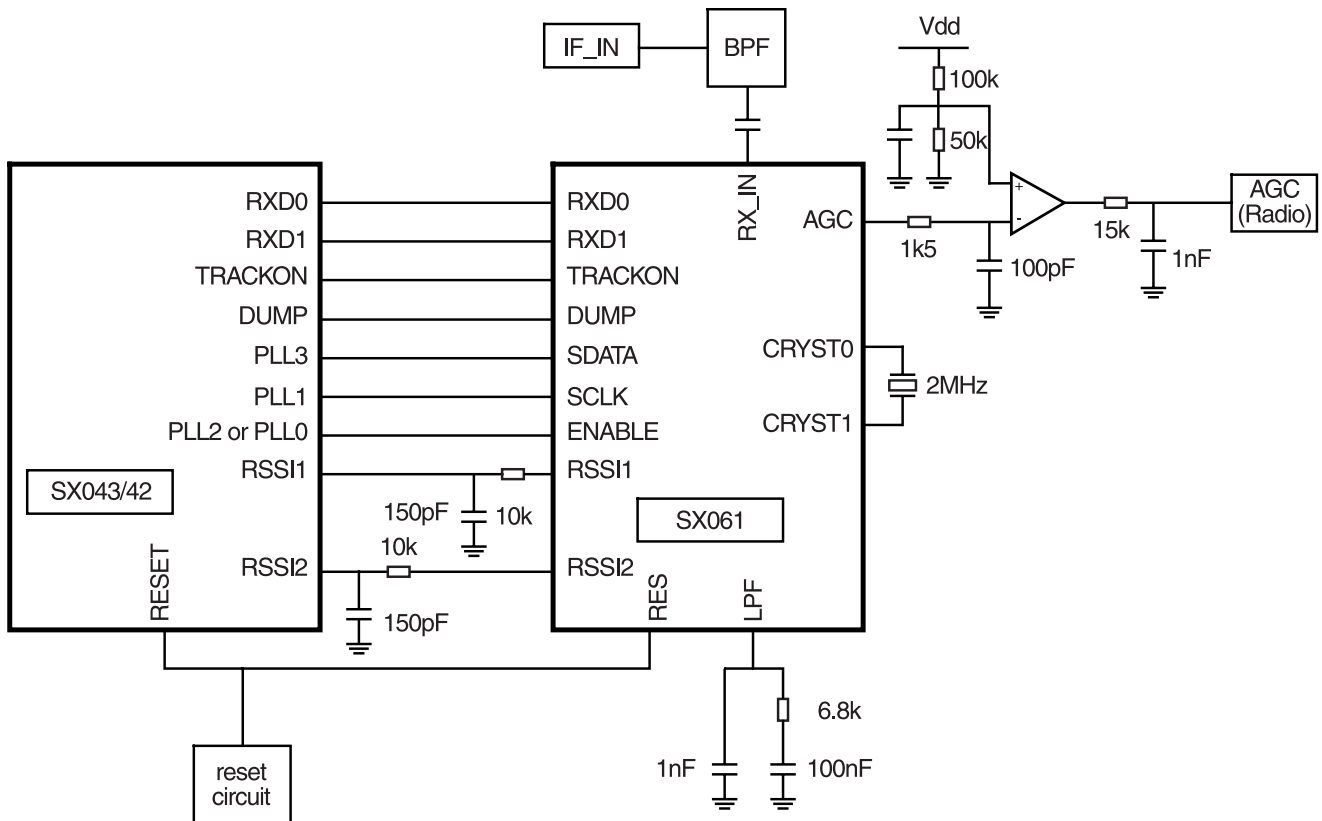 IF_IN
BPF
Vdd
100k
50k
RX_IN
RXD0
RXD0
AGC
+
-
15k
AGC
(Radio)
RXD1
RXD1
1k5
1nF
TRACKON
TRACKON
100pF
DUMP
DUMP
PLL3
SDATA
CRYST0
PLL1
SCLK
2MHz
PLL2 or PLL0
ENABLE
CRYST1
RSSI1
RSSI1
SX043/42
150pF
10k
SX061
10k
RSSI2
RSSI2
RESET
RES
LPF
150pF
6.8k
1nF
100nF
reset
circuit